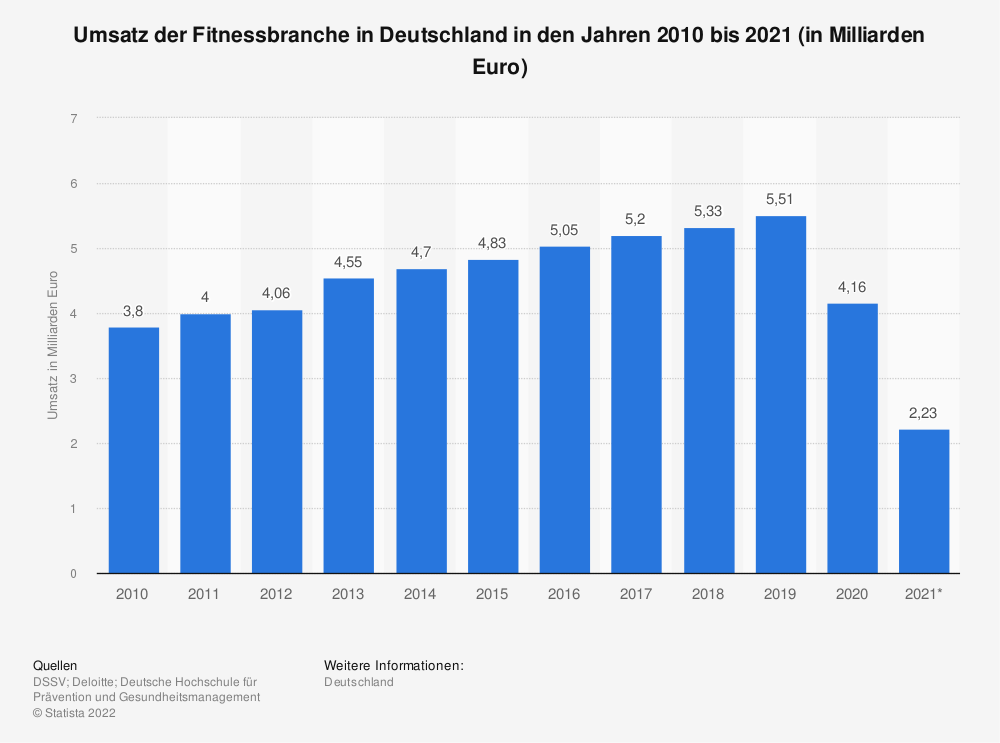 Umsatz der Fitnessbranche in Deutschland in den Jahren 2010 bis 2021 (in Milliarden
Euro)
7
6
5
4
3
2
1
0
Umsatz in Milliarden Euro
3,8
4
4,06
4,55
4,7
4,83
5,05
5,2
5,33
5,51
4,16
2,23
2010 2011 2012 2013 2014 2015 2016 2017 2018 2019 2020 2021*
Quellen
DSSV; Deloitte; Deutsche Hochschule für
Prävention und Gesundheitsmanagement
© Statista 2022
Weitere Informationen:
Deutschland